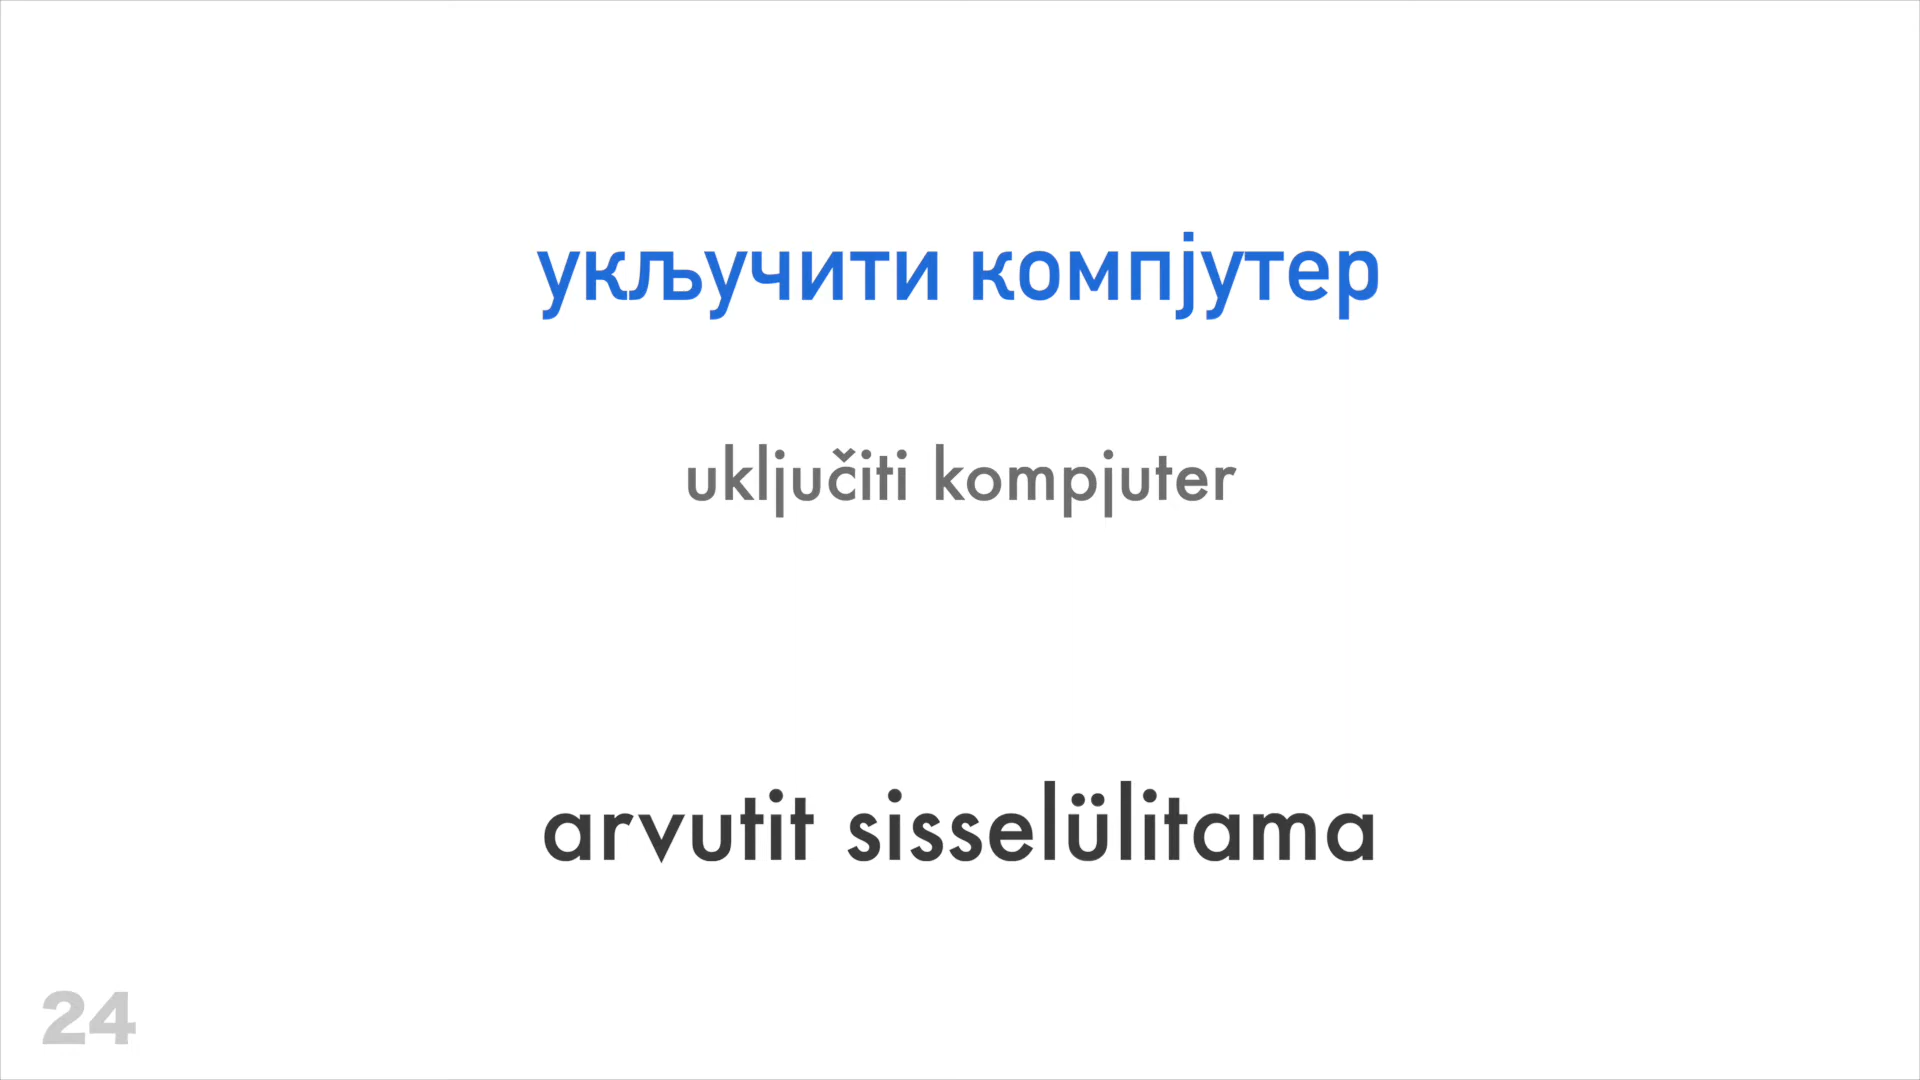 укључити компјутер
uključiti kompjuter
arvutit sisselülitama
24